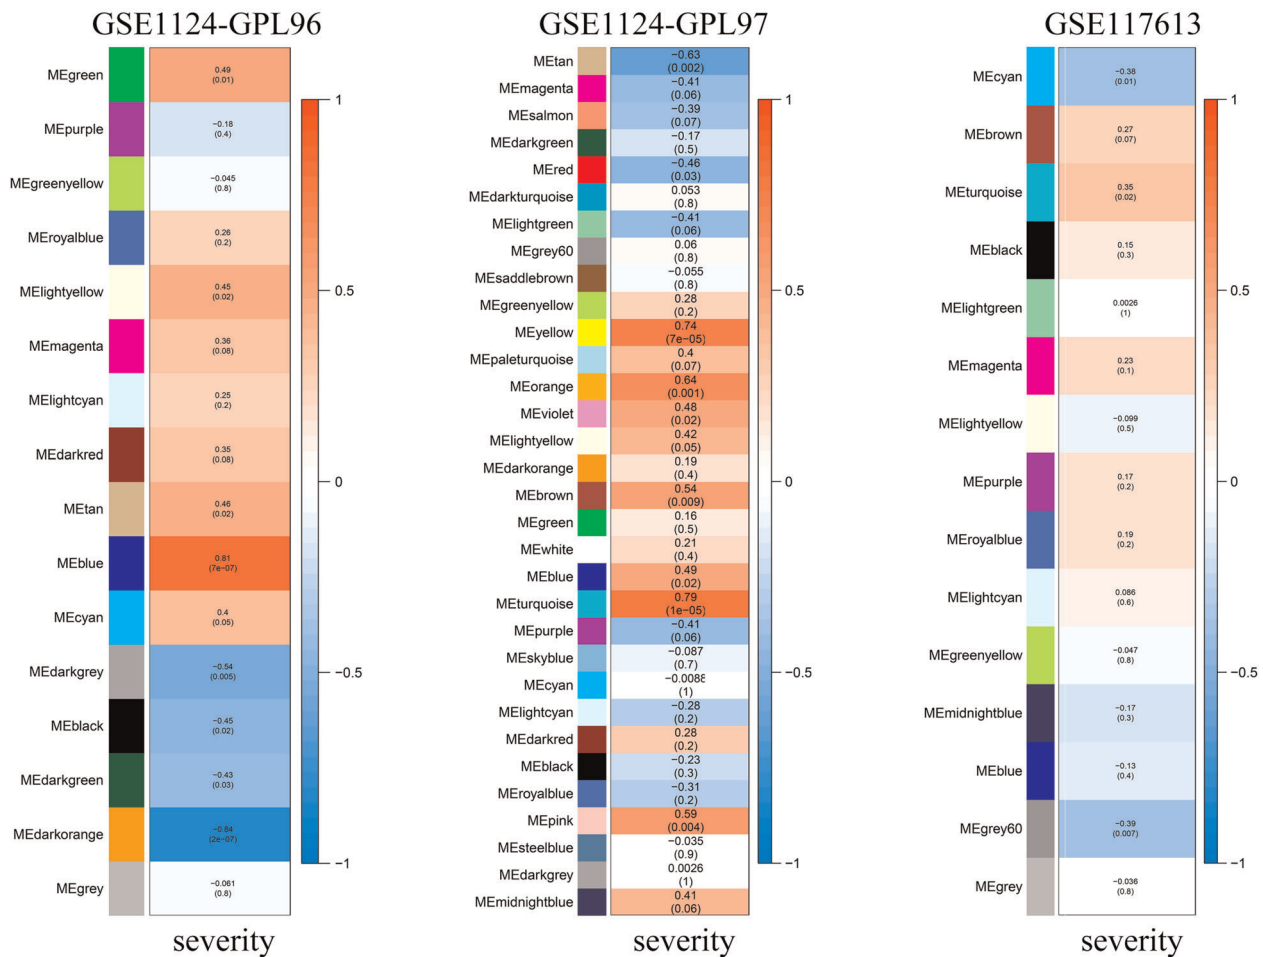 GSE1124-GPL96
MEgreen
0.49
(0.01)
MEpurple
−0.18
(0.4)
MEgreenyellow
−0.045
(0.8)
MEroyalblue
0.26
(0.2)
MElightyellow
0.45
(0.02)
MEmagenta
0.36
(0.08)
MElightcyan
0.25
(0.2)
MEdarkred
0.35
(0.08)
MEtan
0.46
(0.02)
MEblue
0.81
(7e−07)
MEcyan
0.4
(0.05)
MEdarkgrey
−0.54
(0.005)
MEblack
−0.45
(0.02)
MEdarkgreen
−0.43
(0.03)
MEdarkorange
−0.84
(2e−07)
MEgrey
−0.061
(0.8)
1
0.5
0
−0.5
−1
severity
GSE1124-GPL97
MEtan
−0.63
(0.002)
MEmagenta
−0.41
(0.06)
MEsalmon
−0.39
(0.07)
MEdarkgreen
−0.17
(0.5)
MEred
−0.46
(0.03)
MEdarkturquoise
0.053
(0.8)
MElightgreen
−0.41
(0.06)
MEgrey60
0.06
(0.8)
MEsaddlebrown
−0.055
(0.8)
MEgreenyellow
0.28
(0.2)
MEyellow
0.74
(7e−05)
MEpaleturquoise
0.4
(0.07)
MEorange
0.64
(0.001)
MEviolet
0.48
(0.02)
MElightyellow
0.42
(0.05)
MEdarkorange
0.19
(0.4)
MEbrown
0.54
(0.009)
MEgreen
0.16
(0.5)
MEwhite
0.21
(0.4)
MEblue
0.49
(0.02)
MEturquoise
0.79
(1e−05)
MEpurple
−0.41
(0.06)
MEskyblue
−0.087
(0.7)
MEcyan
−0.0088
(1)
MElightcyan
−0.28
(0.2)
MEdarkred
0.28
(0.2)
MEblack
−0.23
(0.3)
MEroyalblue
−0.31
(0.2)
MEpink
0.59
(0.004)
MEsteelblue
−0.035
(0.9)
MEdarkgrey
0.0026
(1)
MEmidnightblue
0.41
(0.06)
1
0.5
0
−0.5
−1
severity
GSE117613
MEcyan
−0.38
(0.01)
MEbrown
0.27
(0.07)
MEturquoise
0.35
(0.02)
MEblack
0.15
(0.3)
MElightgreen
0.0026
(1)
MEmagenta
0.23
(0.1)
MElightyellow
−0.099
(0.5)
MEpurple
0.17
(0.2)
MEroyalblue
0.19
(0.2)
MElightcyan
0.086
(0.6)
MEgreenyellow
−0.047
(0.8)
MEmidnightblue
−0.17
(0.3)
MEblue
−0.13
(0.4)
MEgrey60
−0.39
(0.007)
MEgrey
−0.036
(0.8)
1
0.5
0
−0.5
−1
severity